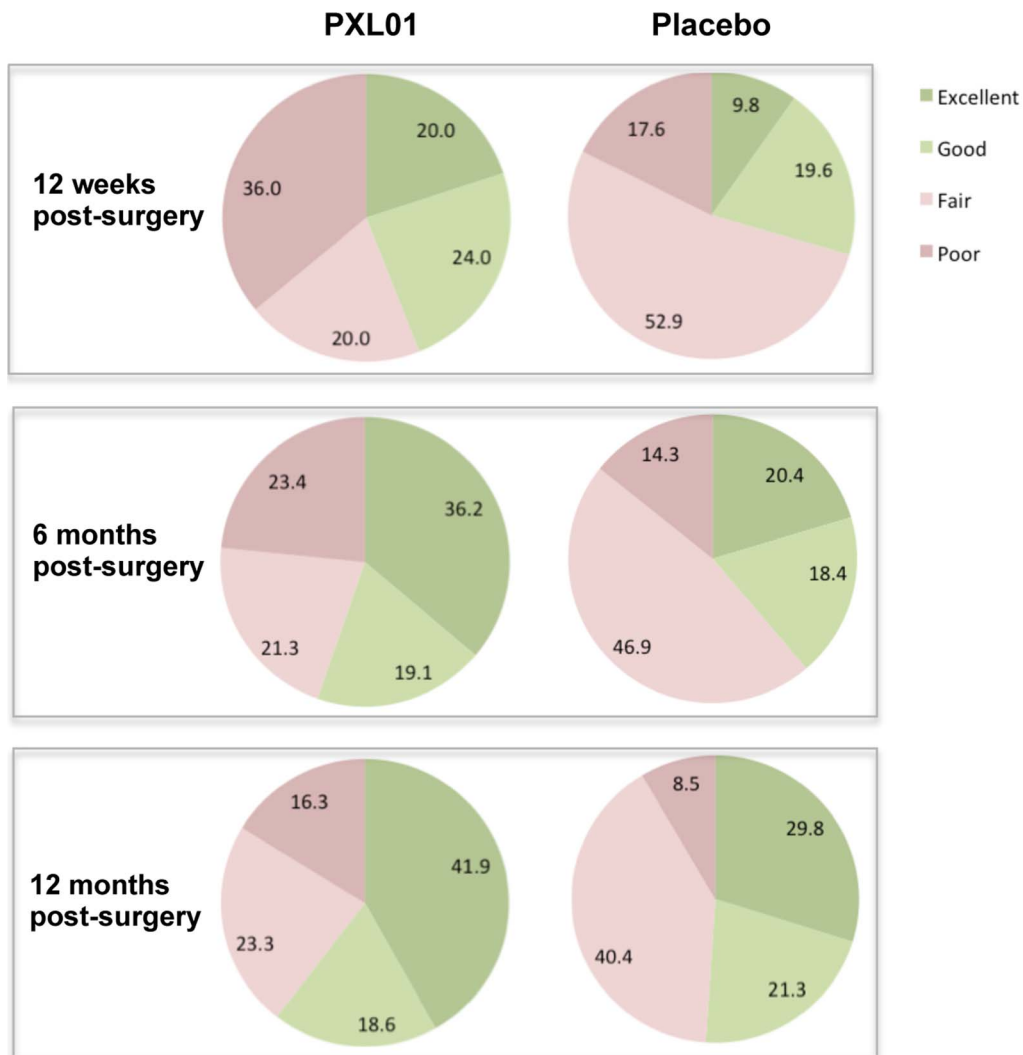 PXL01
Placebo
12 weeks
post-surgery
20.0
24.0
20.0
36.0
9.8
19.6
52.9
17.6
Excellent
Good
Fair
Poor
6 months
post-surgery
36.2
19.1
21.3
23.4
20.4
18.4
46.9
14.3
12 months
post-surgery
41.9
18.6
23.3
16.3
29.8
21.3
40.4
8.5